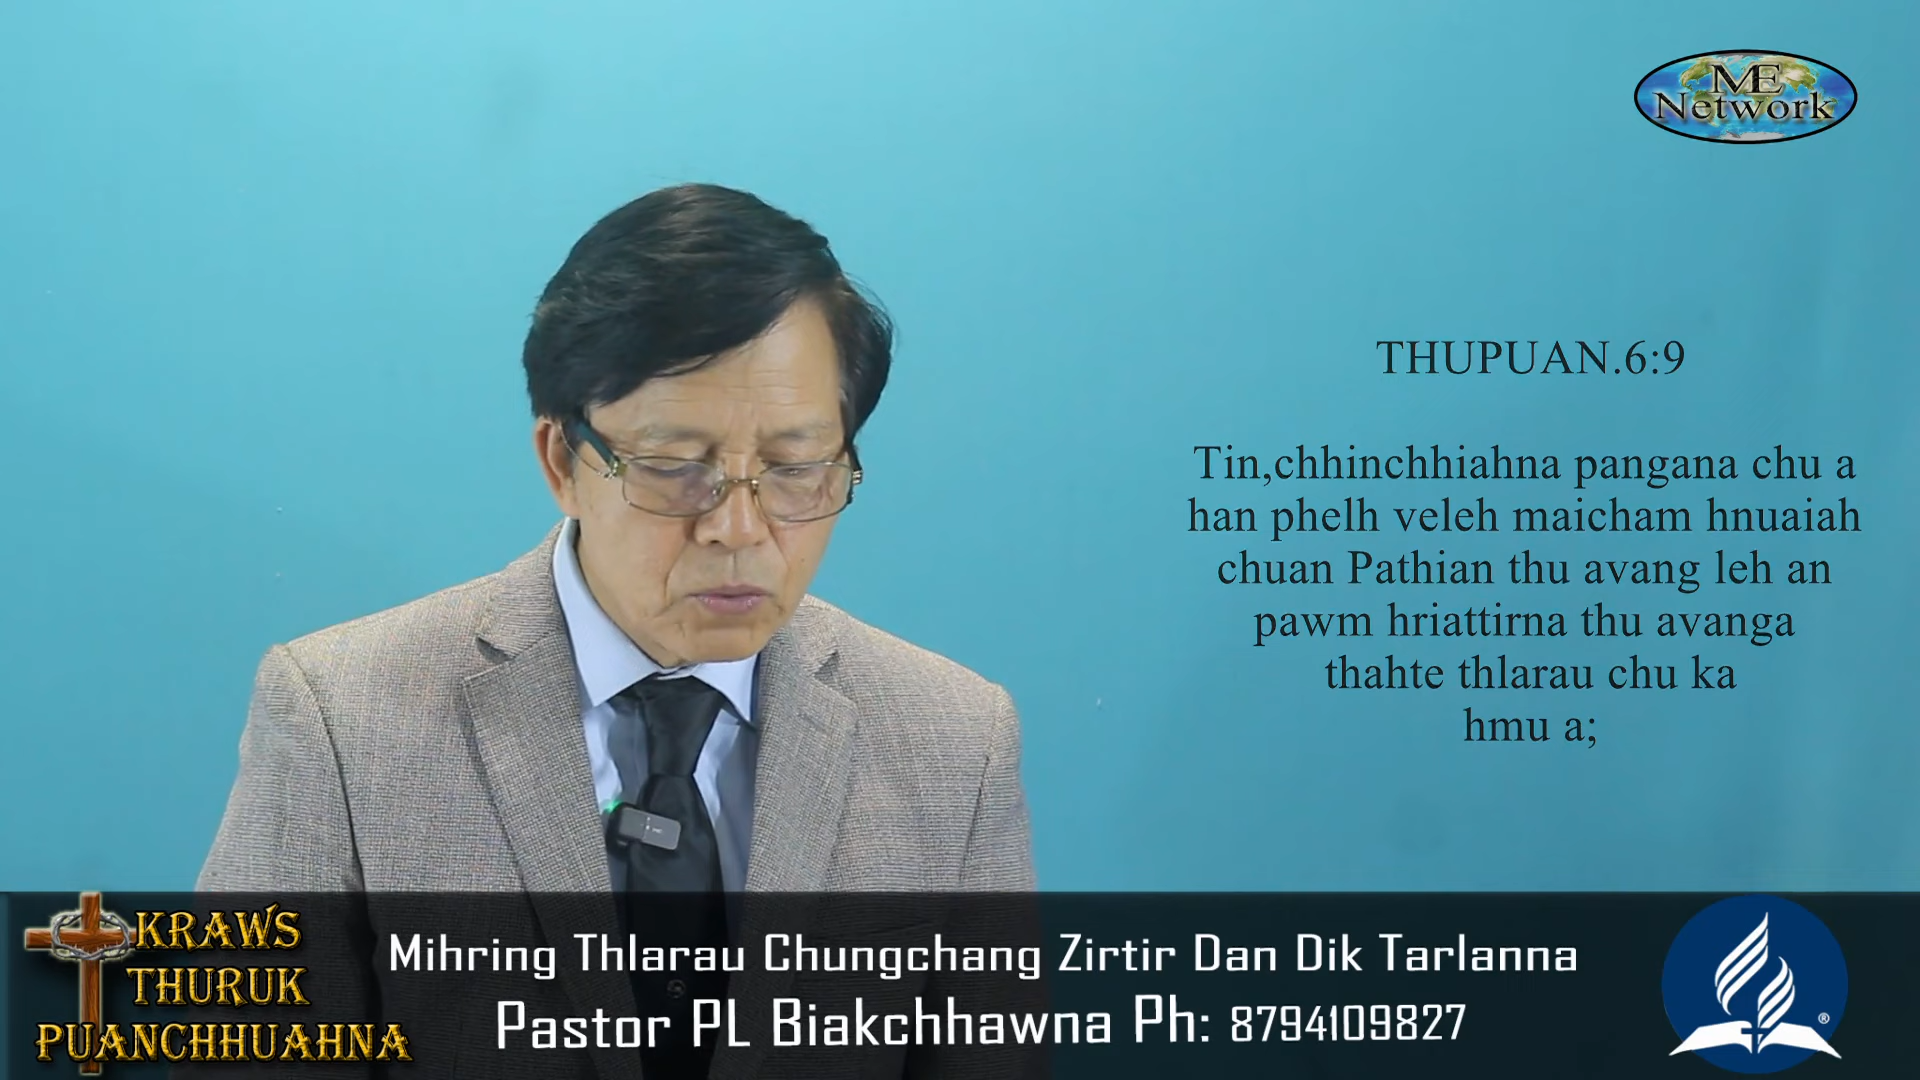 ME
Network
THUPUAN.6:9
Tin,chhinchhiahna pangana chu a
han phelh veleh maicham hnuaiah
chuan Pathian thu avang leh an
pawm hriattirna thu avanga
thahte thlarau chu ka
hmu a;
KRAWS
THURUK
PUANCHHUAHNA
Mihring Thlarau Chungchang Zirtir Dan Dik Tarlanna
Pastor PL Biakchhawna Ph: 8794109827
®